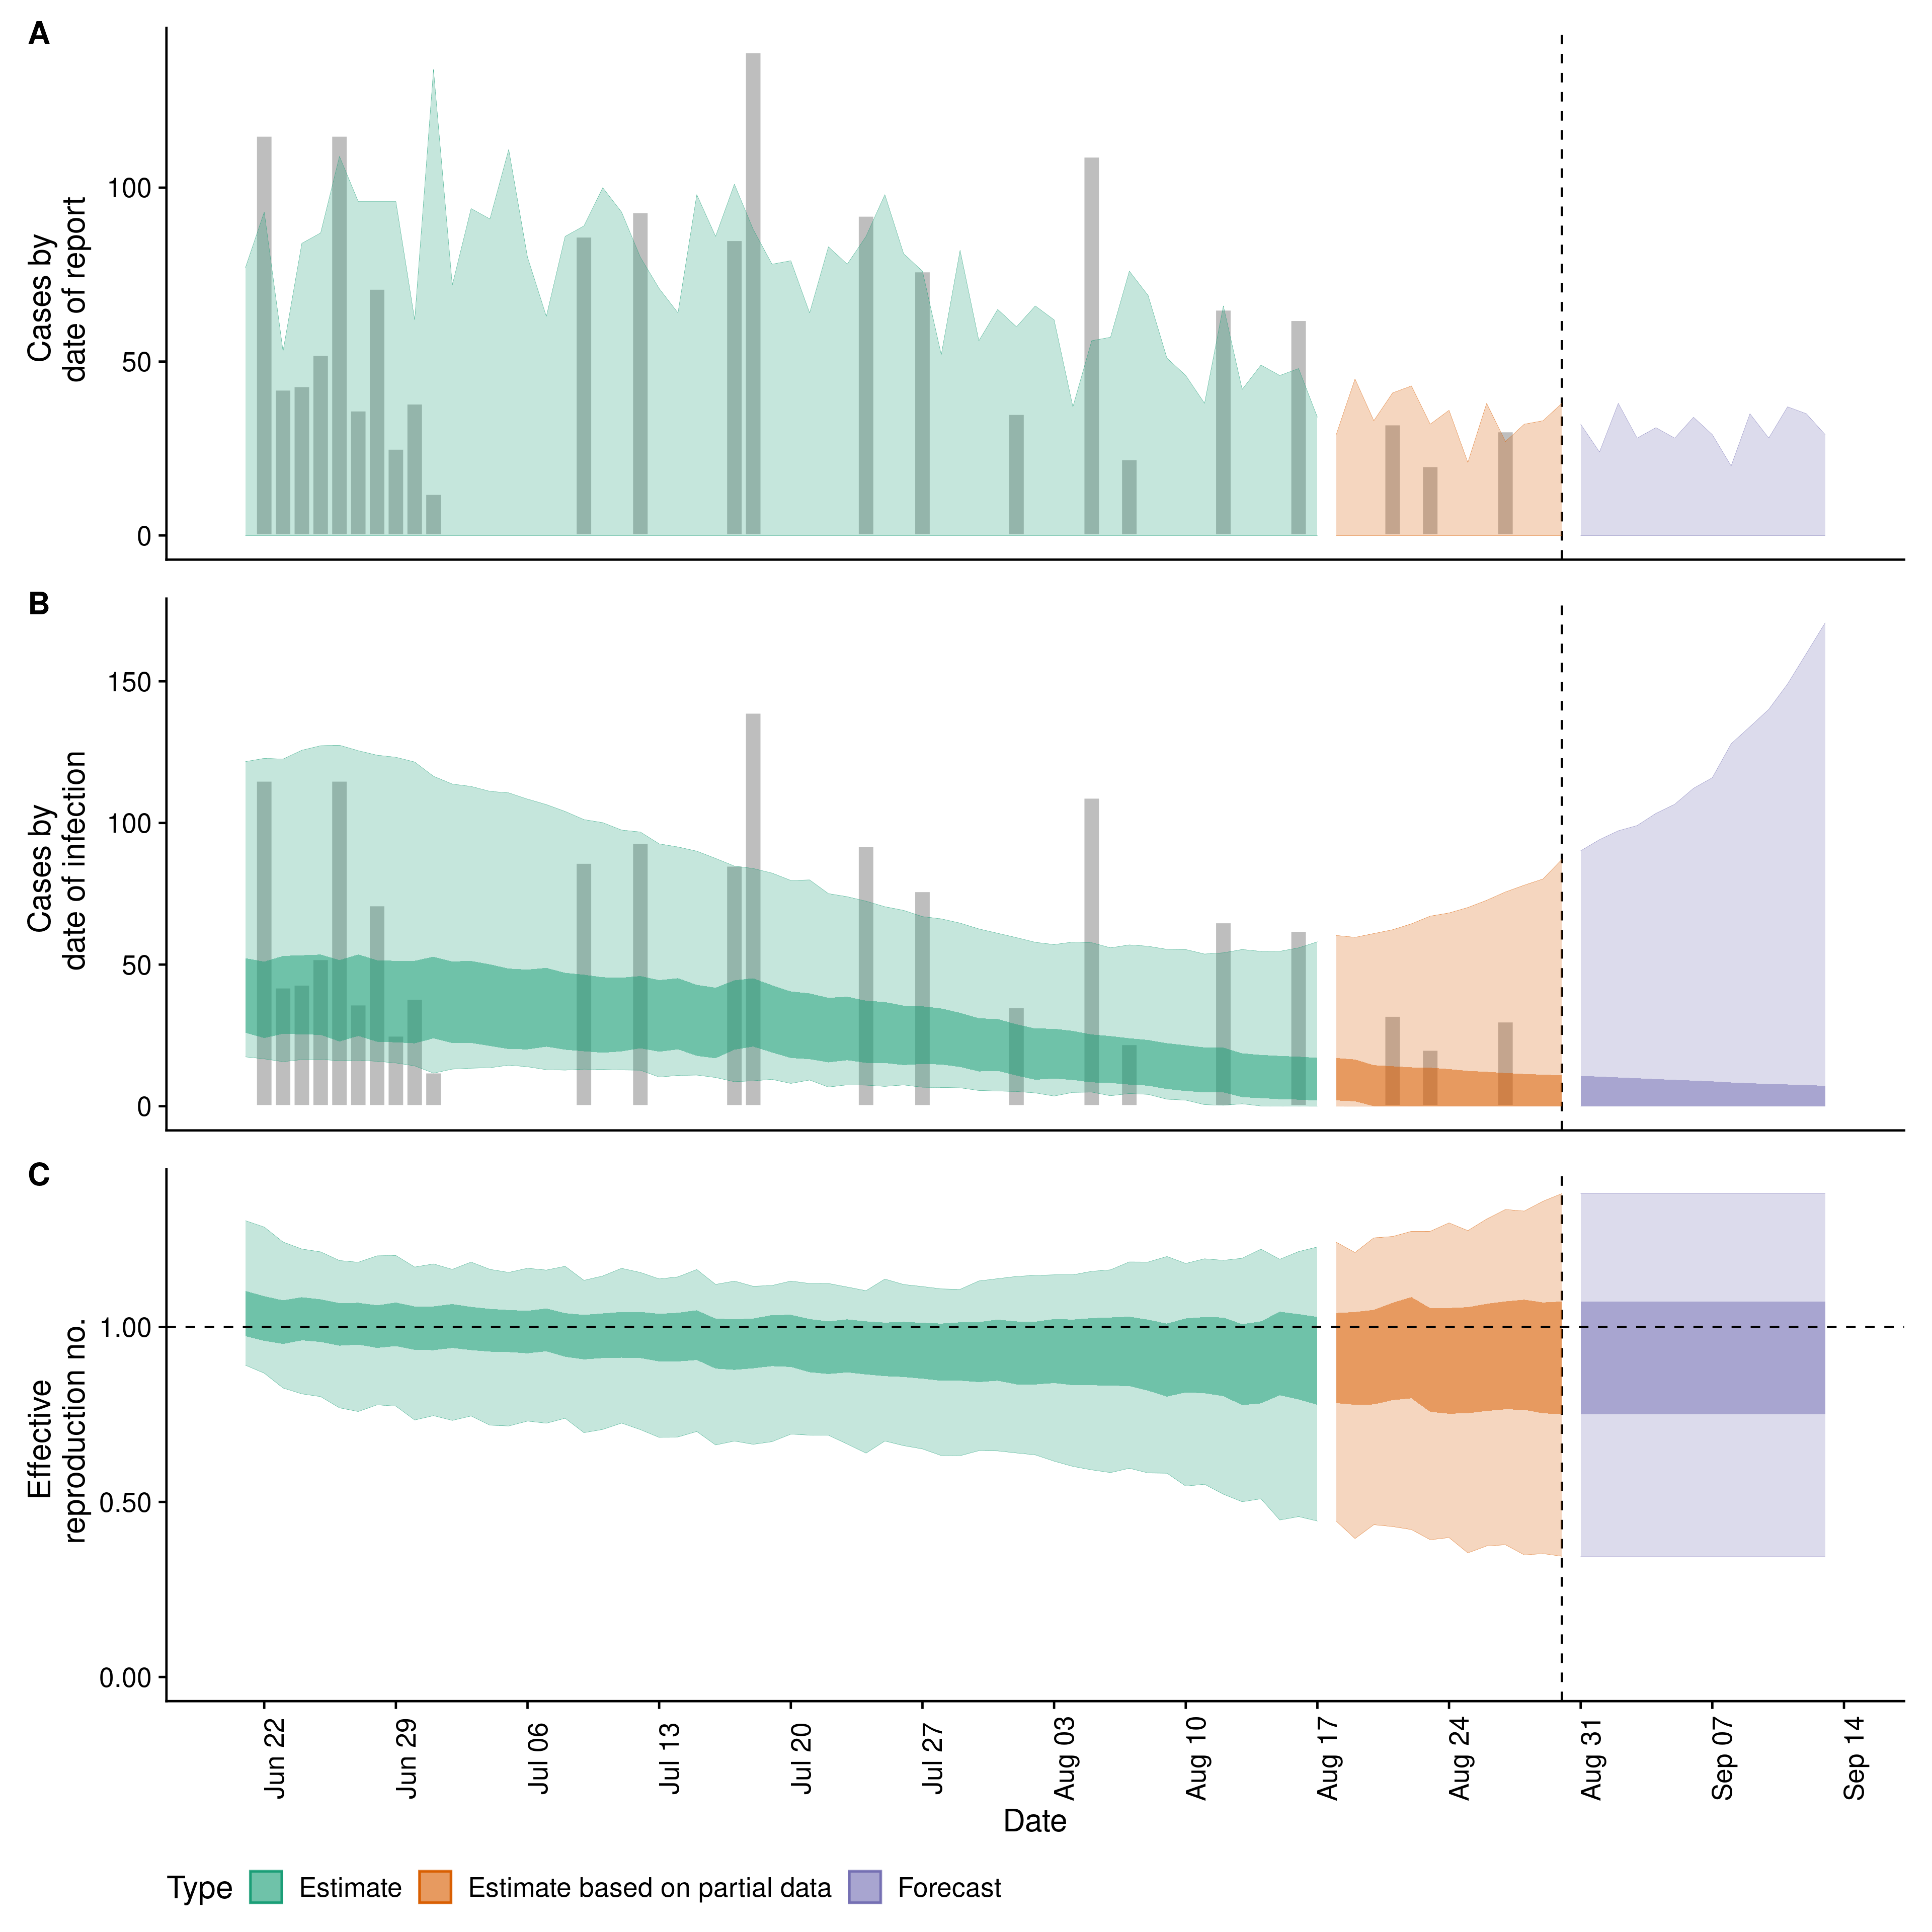 A
Cases by
date of report
100
50
0
B
Cases by
date of infection
150
100
50
0
C
Effective
reproduction no.
1.00
0.50
0.00
Jun 22
Jun 29
Jul 06
Jul 13
Jul 20
Jul 27
Aug 03
Aug 10
Aug 17
Aug 24
Aug 31
Sep 07
Sep 14
Date
Type Estimate Estimate based on partial data Forecast